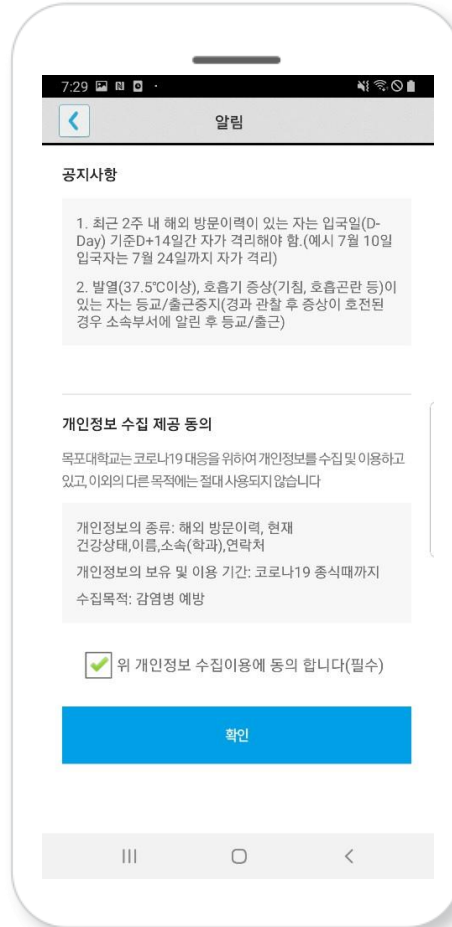 7:29
알림
공지사항
1. 최근 2주 내 해외 방문이력이 있는 자는 입국일(D-
Day) 기준D+14일간 자가 격리해야 함.(예시 7월 10일
입국자는 7월 24일까지 자가 격리)
2. 발열(37.5℃이상), 호흡기 증상(기침, 호흡곤란 등)이
있는 자는 등교/출근중지(경과 관찰 후 증상이 호전된
경우 소속부서에 알린 후 등교/출근)
개인정보 수집 제공 동의
목포대학교는 코로나19 대응을 위하여 개인정보를 수집 및 이용하고
있고, 이외의 다른 목적에는 절대 사용되지 않습니다
개인정보의 종류: 해외 방문이력, 현재
건강상태,이름,소속(학과),연락처
개인정보의 보유 및 이용 기간: 코로나19 종식때까지
수집목적: 감염병 예방
위 개인정보 수집이용에 동의 합니다(필수)
확인